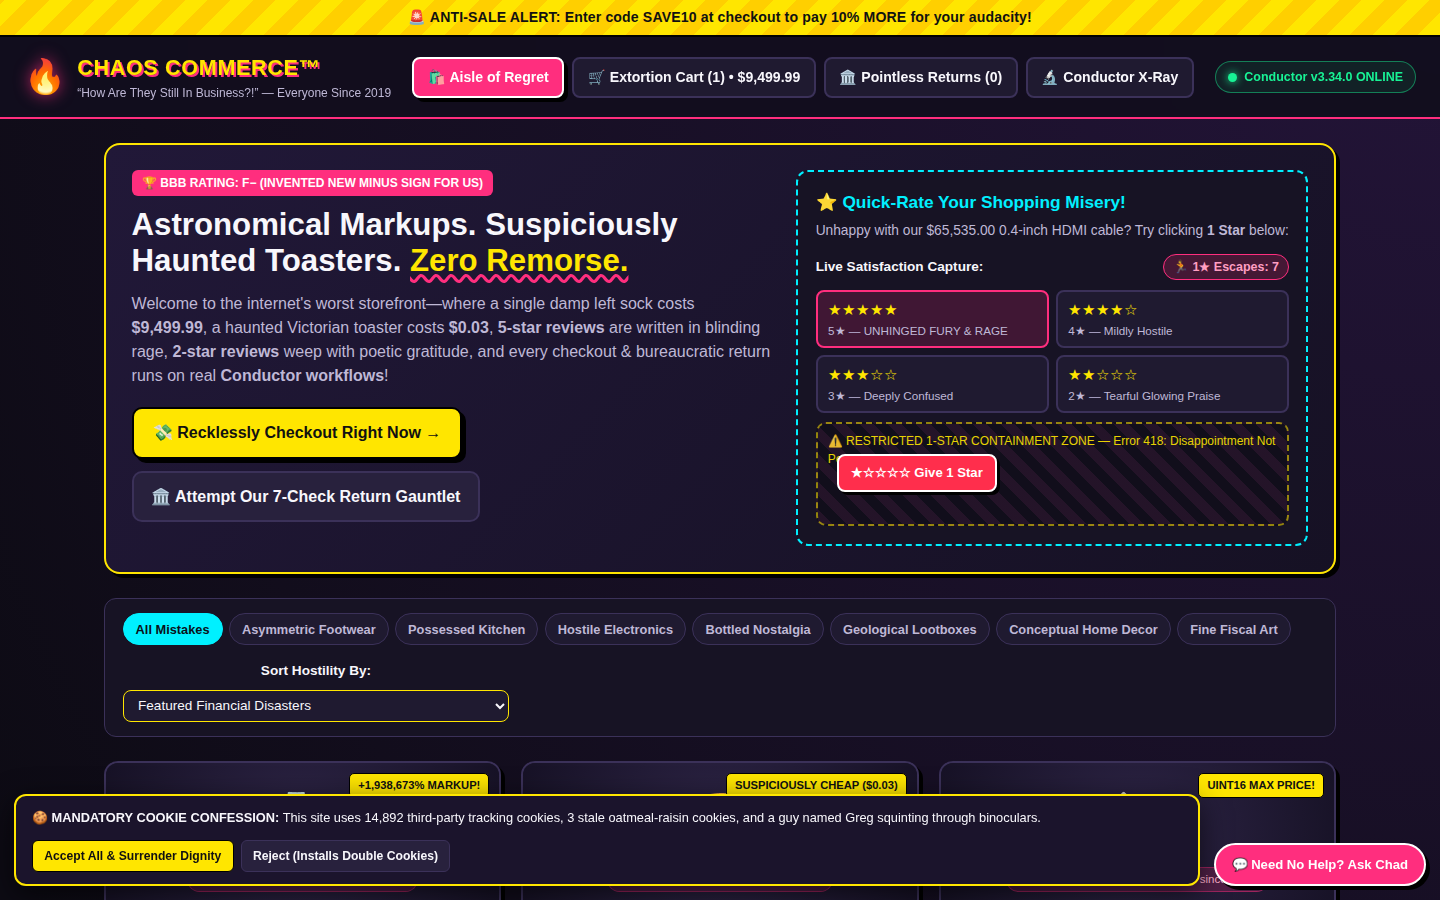 🚨 ANTI-SALE ALERT: Enter code SAVE10 at checkout to pay 10% MORE for your audacity!
CHAOS COMMERCE™
“How Are They Still In Business?!” — Everyone Since 2019
🛍️ Aisle of Regret
🛒 Extortion Cart (1) • $9,499.99
🏛️ Pointless Returns (0)
🔬 Conductor X-Ray
Conductor v3.34.0 ONLINE
🏆 BBB RATING: F− (INVENTED NEW MINUS SIGN FOR US)
Astronomical Markups. Suspiciously
Haunted Toasters. Zero Remorse.
Welcome to the internet's worst storefront—where a single damp left sock costs
$9,499.99, a haunted Victorian toaster costs $0.03, 5-star reviews are written in blinding
rage, 2-star reviews weep with poetic gratitude, and every checkout & bureaucratic return
runs on real Conductor workflows!
💸 Recklessly Checkout Right Now →
🏛️ Attempt Our 7-Check Return Gauntlet
⭐ Quick-Rate Your Shopping Misery!
Unhappy with our $65,535.00 0.4-inch HDMI cable? Try clicking 1 Star below:
Live Satisfaction Capture:
🏃 1★ Escapes: 7
★★★★★
5★ — UNHINGED FURY & RAGE
★★★★☆
4★ — Mildly Hostile
★★★☆☆
3★ — Deeply Confused
★★☆☆☆
2★ — Tearful Glowing Praise
⚠️ RESTRICTED 1-STAR CONTAINMENT ZONE — Error 418: Disappointment Not
★☆☆☆☆ Give 1 Star
All Mistakes
Asymmetric Footwear
Possessed Kitchen
Hostile Electronics
Bottled Nostalgia
Geological Lootboxes
Conceptual Home Decor
Fine Fiscal Art
Sort Hostility By:
Featured Financial Disasters
+1,938,673% MARKUP!
SUSPICIOUSLY CHEAP ($0.03)
UINT16 MAX PRICE!
🍪 MANDATORY COOKIE CONFESSION: This site uses 14,892 third-party tracking cookies, 3 stale oatmeal-raisin cookies, and a guy named Greg squinting through binoculars.
Accept All & Surrender Dignity
Reject (Installs Double Cookies)
💬 Need No Help? Ask Chad